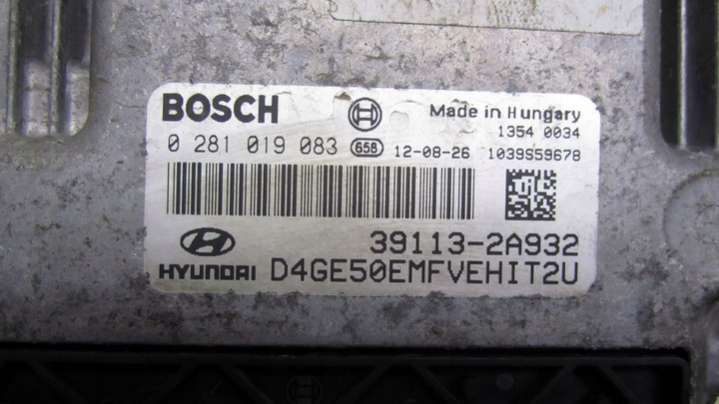 BOSCH Made in Hungary
1354 0034
0 281 019 083 658 12-08-26 1039S59678
39113-2A932
HYUNDAI D4GE50EMFVEHIT2U